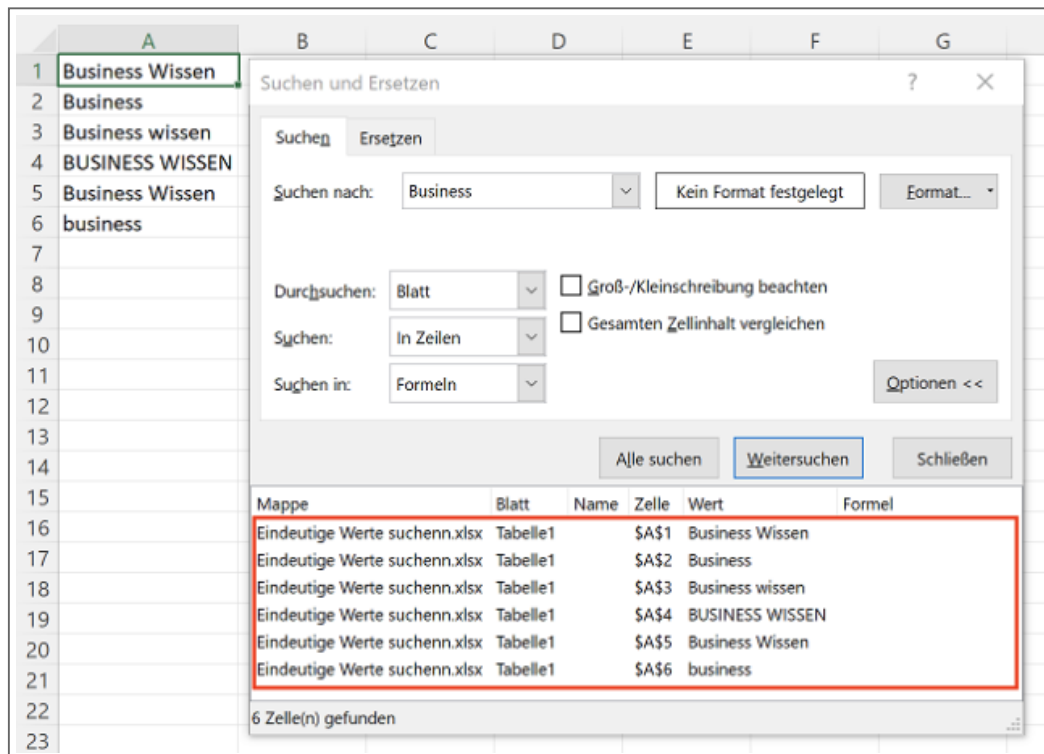 A B C D E F G
1 Business Wissen
2 Business
3 Business wissen
4 BUSINESS WISSEN
5 Business Wissen
6 business
7
8
9
10
11
12
13
14
15
16
17
18
19
20
21
22
23
Suchen und Ersetzen ? ✕
Suchen Ersetzen
Suchen nach: Business Kein Format festgelegt Format...
Durchsuchen: Blatt Groß-/Kleinschreibung beachten
Suchen: In Zeilen Gesamten Zellinhalt vergleichen
Suchen in: Formeln Optionen <<
Alle suchen Weitersuchen Schließen
Mappe Blatt Name Zelle Wert Formel
Eindeutige Werte suchenn.xlsx Tabelle1 $A$1 Business Wissen
Eindeutige Werte suchenn.xlsx Tabelle1 $A$2 Business
Eindeutige Werte suchenn.xlsx Tabelle1 $A$3 Business wissen
Eindeutige Werte suchenn.xlsx Tabelle1 $A$4 BUSINESS WISSEN
Eindeutige Werte suchenn.xlsx Tabelle1 $A$5 Business Wissen
Eindeutige Werte suchenn.xlsx Tabelle1 $A$6 business
6 Zelle(n) gefunden